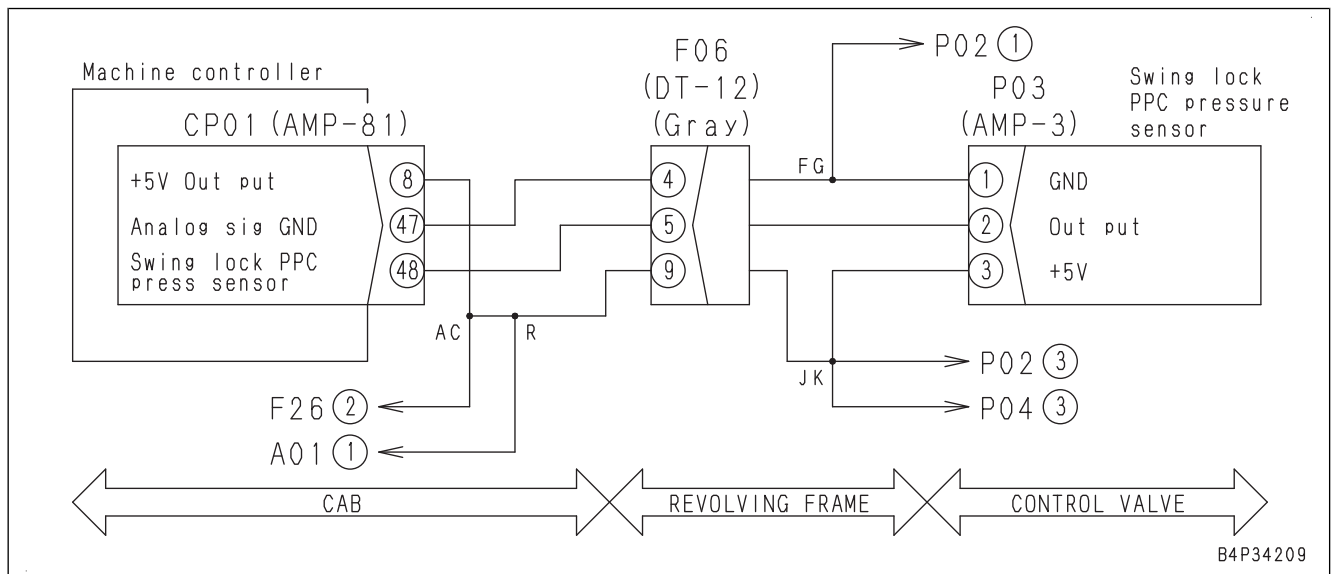 Machine controller
CP01 (AMP-81)
+5V Out put
8
Analog sig GND
47
Swing lock PPC
press sensor
48
AC
R
F26 2
A01 1
F06
(DT-12)
(Gray)
4
5
9
FG
P02 1
P03
(AMP-3)
Swing lock
PPC pressure
sensor
1
GND
2
Out put
3
+5V
JK
P02 3
P04 3
CAB
REVOLVING FRAME
CONTROL VALVE
B4P34209